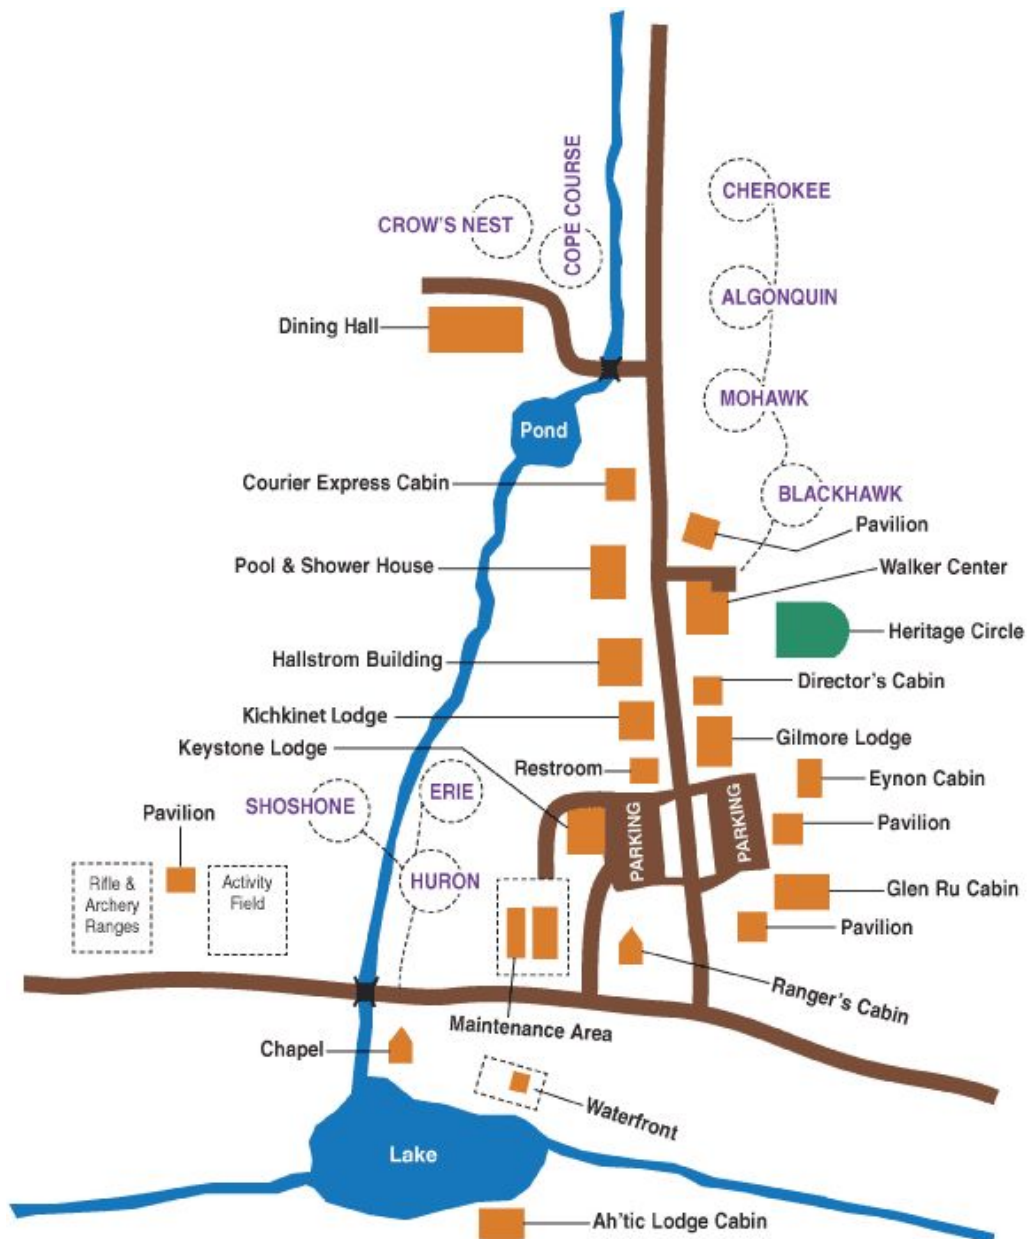 CHEROKEE
COPE COURSE
CROW'S NEST
ALGONQUIN
Dining Hall
MOHAWK
Pond
Courier Express Cabin
BLACKHAWK
Pavilion
Pool & Shower House
Walker Center
Heritage Circle
Hallstrom Building
Director's Cabin
Kichkinet Lodge
Gilmore Lodge
Keystone Lodge
Restroom
Eynon Cabin
ERIE
SHOSHONE
Pavilion
PARKING
PARKING
Pavilion
HURON
Rifle &
Archery
Ranges
Activity
Field
Glen Ru Cabin
Pavilion
Ranger's Cabin
Maintenance Area
Chapel
Waterfront
Lake
Ah'tic Lodge Cabin